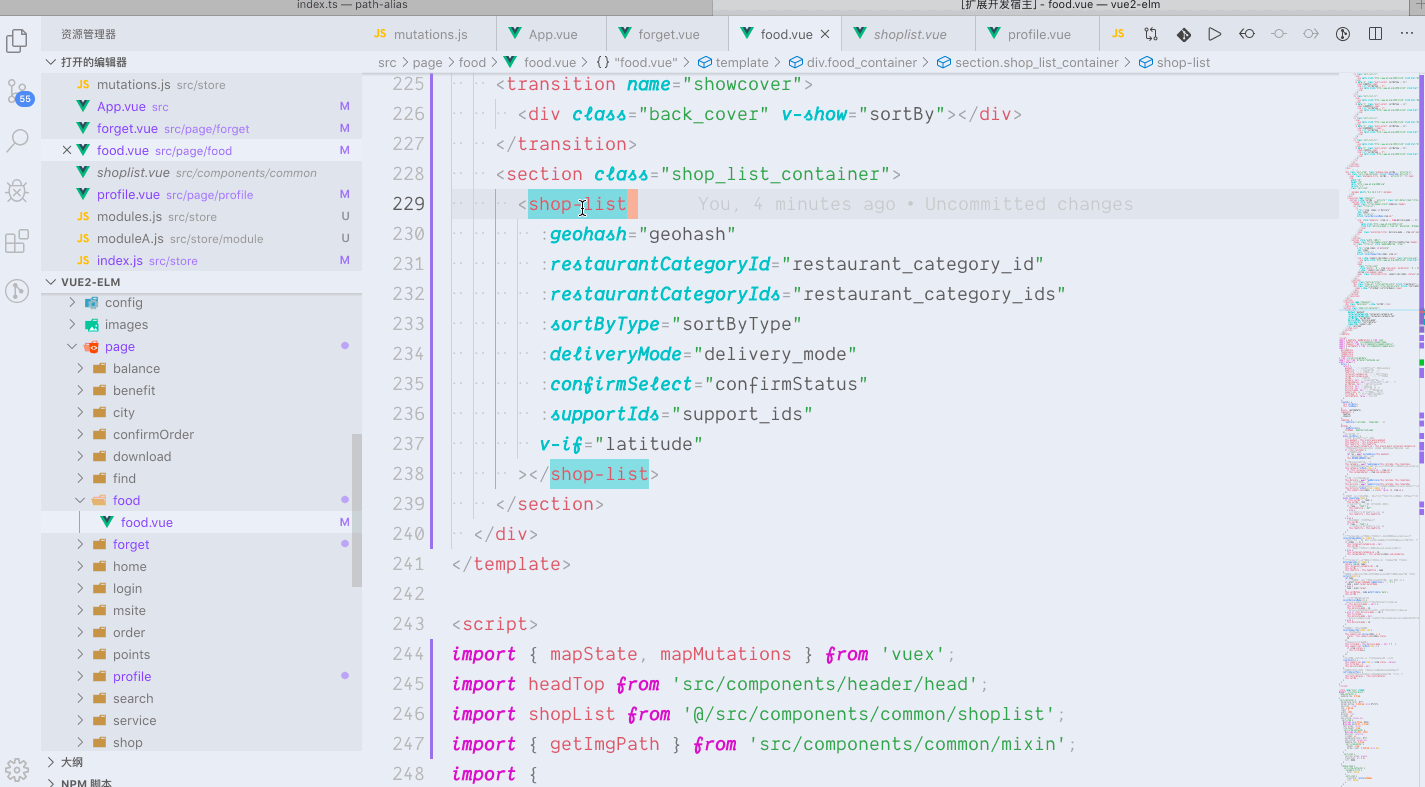 index.ts — path-alias
[扩展开发宿主] - food.vue — vue2-elm
资源管理器
JS mutations.js
App.vue
forget.vue
food.vue
shoplist.vue
profile.vue
JS
打开的编辑器
src > page > food > food.vue > {} "food.vue" > template > div.food_container > section.shop_list_container > shop-list
JS mutations.js src/store
App.vue src M
forget.vue src/page/forget M
food.vue src/page/food M
shoplist.vue src/components/common
profile.vue src/page/profile M
modules.js src/store U
JS moduleA.js src/store/module U
JS index.js src/store M
55
VUE2-ELM
config
images
page
balance
benefit
city
confirmOrder
download
find
food
food.vue M
forget
home
login
msite
order
points
profile
search
service
shop
大纲
NPM 脚本
225 <transition name="showcover">
226 <div class="back_cover" v-show="sortBy"></div>
227 </transition>
228 <section class="shop_list_container">
229 <shop-list You, 4 minutes ago • Uncommitted changes
230 :geohash="geohash"
231 :restaurantCategoryId="restaurant_category_id"
232 :restaurantCategoryIds="restaurant_category_ids"
233 :sortByType="sortByType"
234 :deliveryMode="delivery_mode"
235 :confirmSelect="confirmStatus"
236 :supportIds="support_ids"
237 v-if="latitude"
238 ></shop-list>
239 </section>
240 </div>
241 </template>
242
243 <script>
244 import { mapState, mapMutations } from 'vuex';
245 import headTop from 'src/components/header/head';
246 import shopList from '@/src/components/common/shoplist';
247 import { getImgPath } from 'src/components/common/mixin';
248 import {